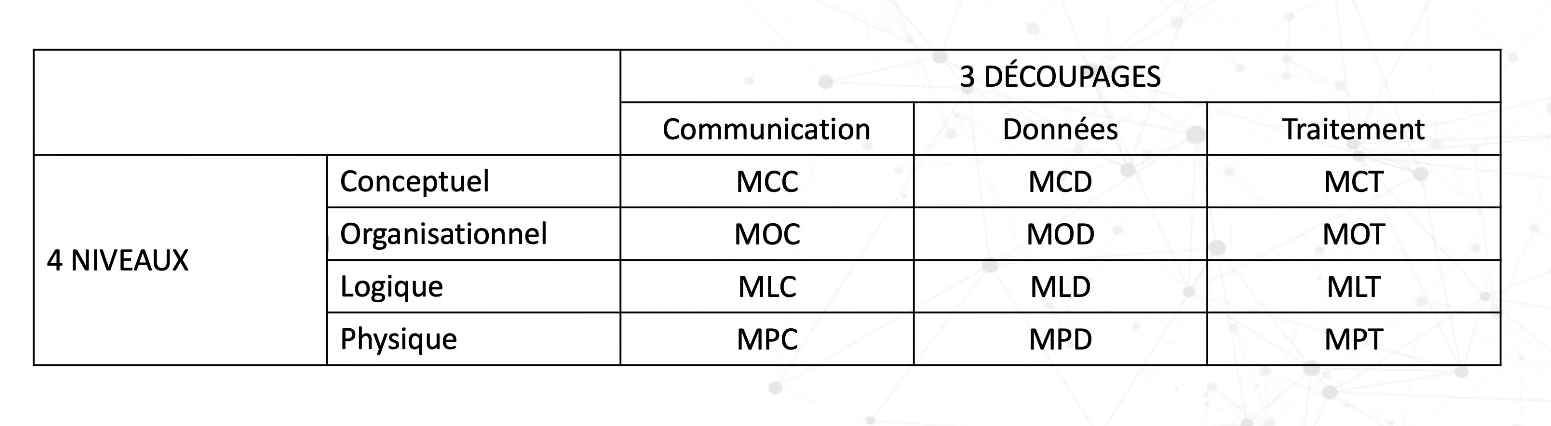 3 DÉCOUPAGES
Communication Données Traitement
4 NIVEAUX
Conceptuel MCC MCD MCT
Organisationnel MOC MOD MOT
Logique MLC MLD MLT
Physique MPC MPD MPT